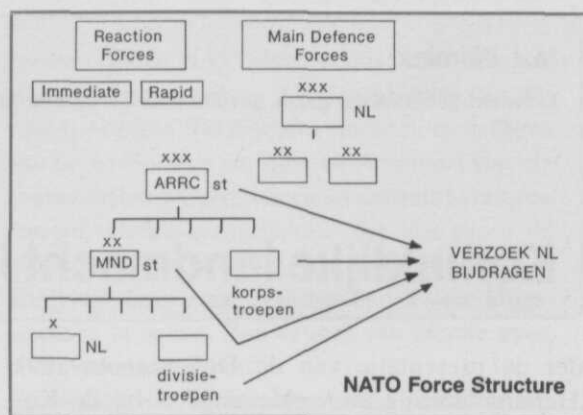 Reaction
Forces
Main Defence
Forces
Immediate
Rapid
xxx
NL
xx
xx
xxx
ARRC st
xx
MND st
korps-
troepen
VERZOEK NL
BIJDRAGEN
x
NL
divisie-
troepen
NATO Force Structure